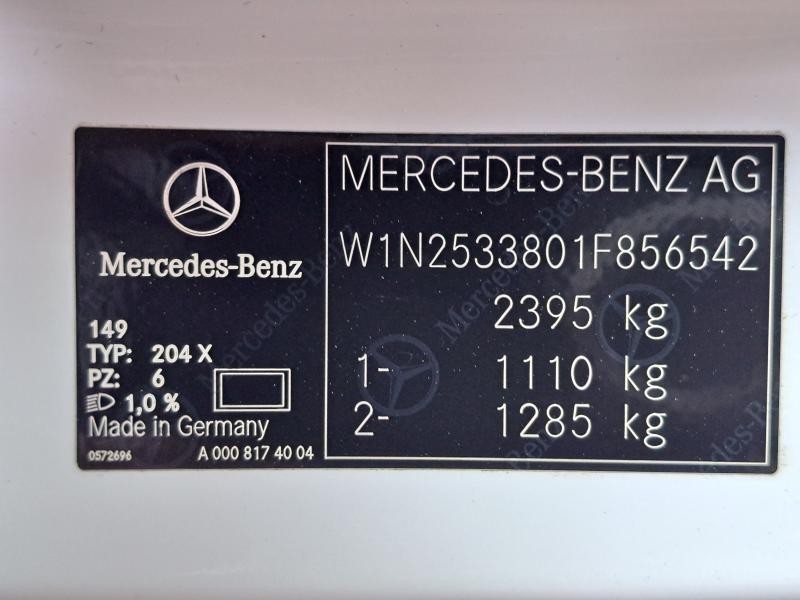 Mercedes-Benz
149
TYP: 204 X
PZ: 6
1,0 %
Made in Germany
0572696
A 000 817 40 04
MERCEDES-BENZ AG
W1N2533801F856542
2395 kg
1- 1110 kg
2- 1285 kg